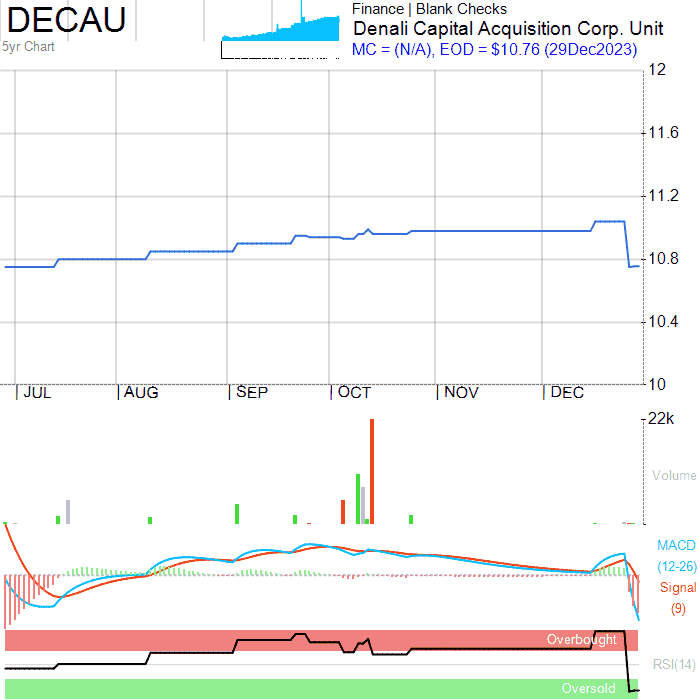 DECAU
5yr Chart
Finance | Blank Checks
Denali Capital Acquisition Corp. Unit
MC = (N/A), EOD = $10.76 (29Dec2023)
12
11.6
11.2
10.8
10.4
10
JUL AUG SEP OCT NOV DEC
22k
Volume
MACD
(12-26)
Signal
(9)
Overbought
RSI(14)
Oversold